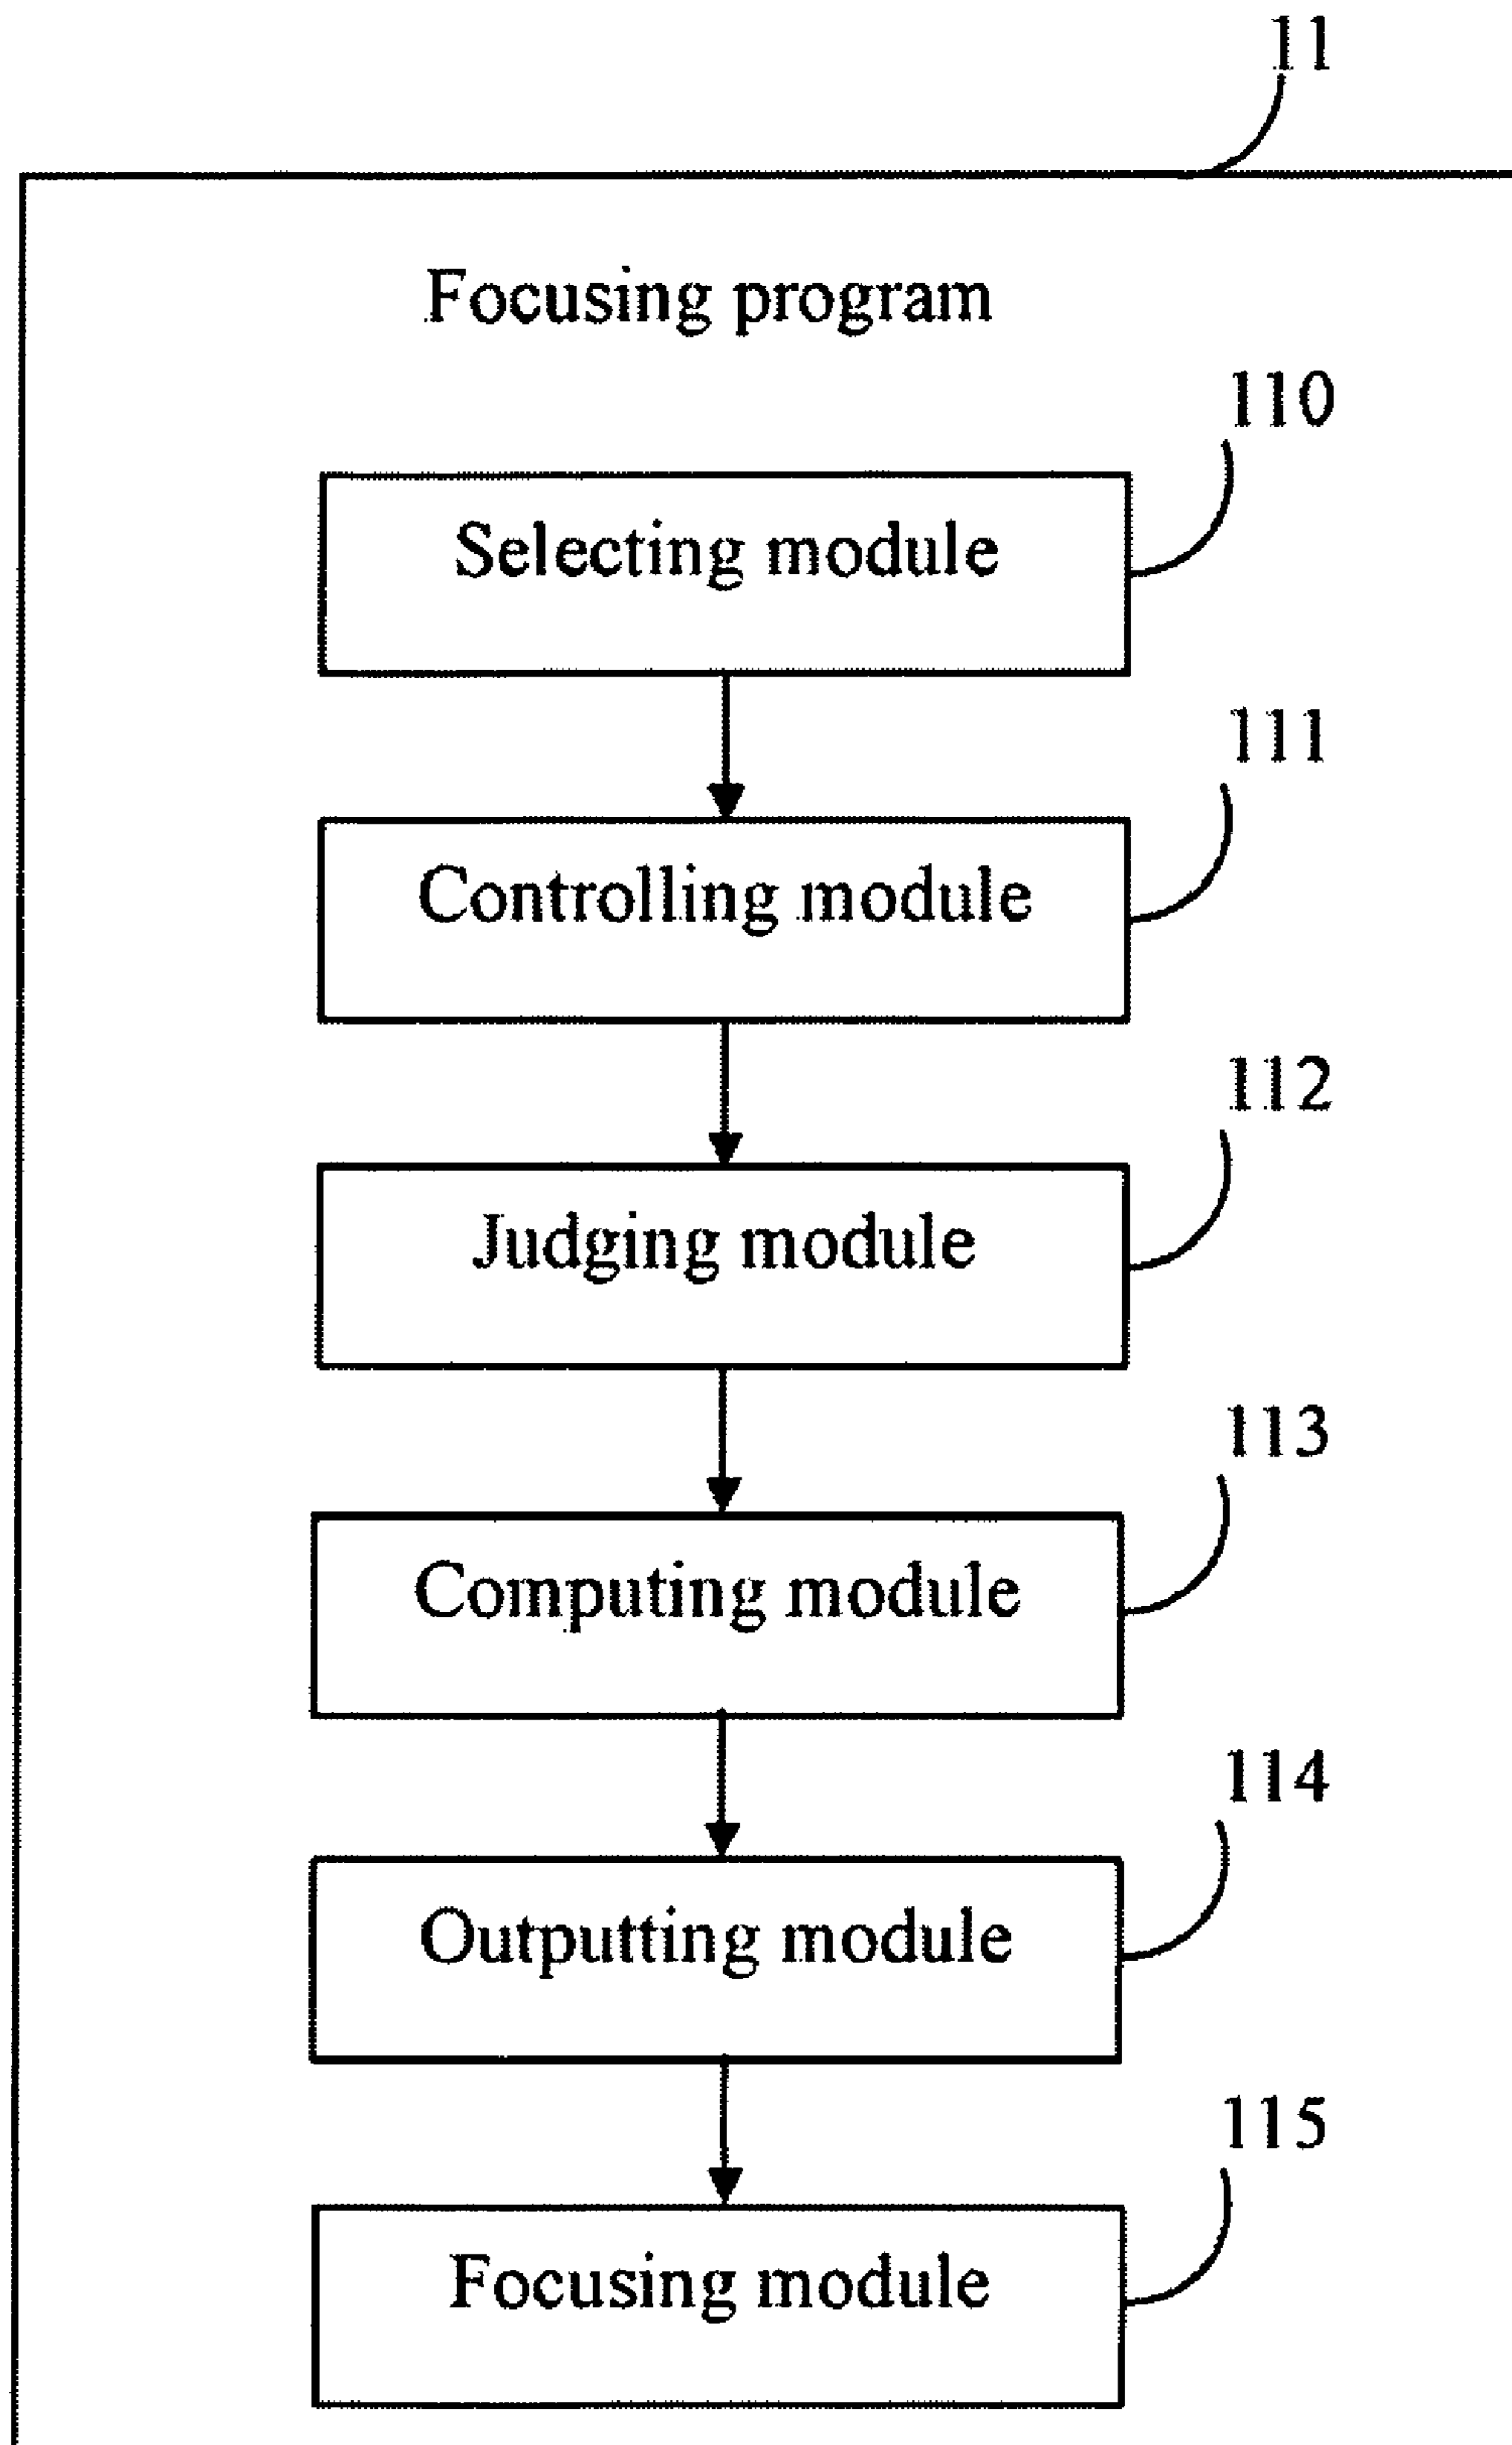 11
Focusing program
110
Selecting module
111
Controlling module
112
Judging module
113
Computing module
114
Outputting module
115
Focusing module